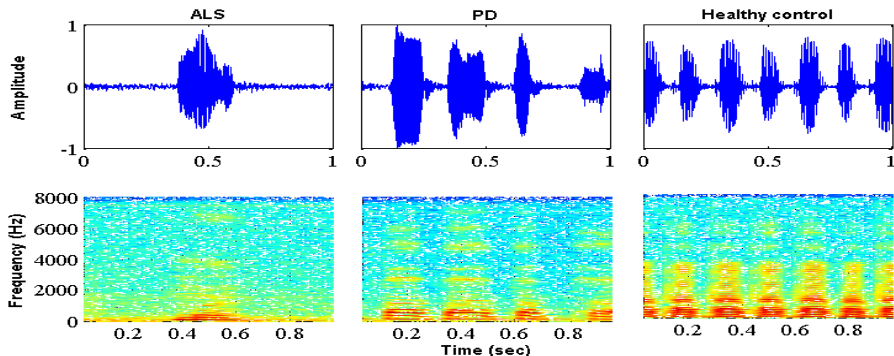 ALS PD Healthy control
Amplitude
1
0
-1
0 0.5 1 0 0.5 1 0 0.5 1
Frequency (Hz)
8000
6000
4000
2000
0
0.2 0.4 0.6 0.8 0.2 0.4 0.6 0.8 0.2 0.4 0.6 0.8
Time (sec)